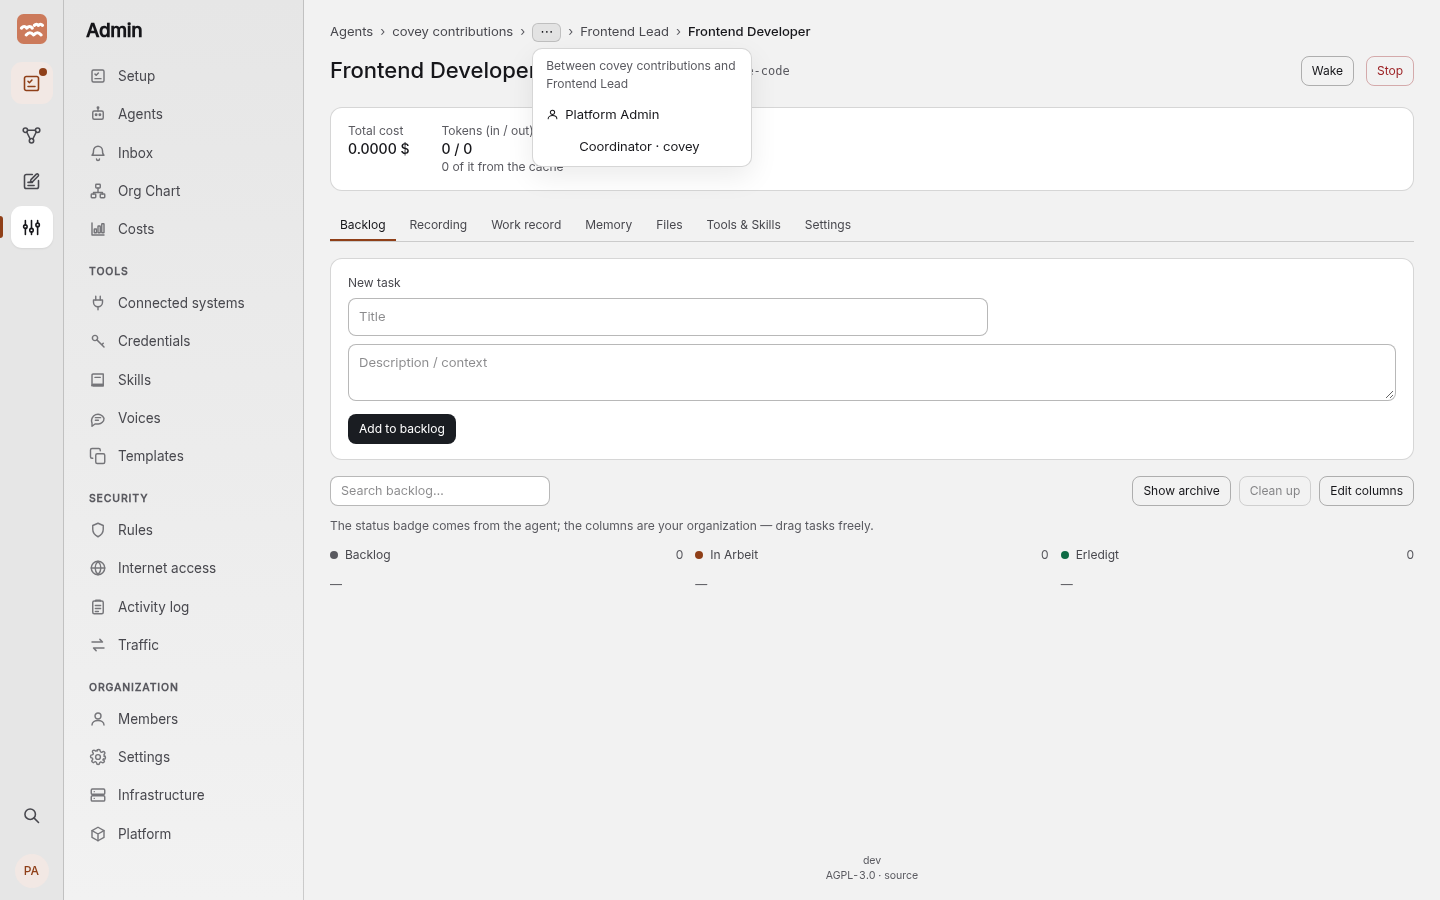 Admin
Setup
Agents
Inbox
Org Chart
Costs
TOOLS
Connected systems
Credentials
Skills
Voices
Templates
SECURITY
Rules
Internet access
Activity log
Traffic
ORGANIZATION
Members
Settings
Infrastructure
Platform
PA
Agents › covey contributions › ··· › Frontend Lead › Frontend Developer
Frontend Developer
-code
Wake
Stop
Between covey contributions and
Frontend Lead
Platform Admin
Coordinator · covey
Total cost
0.0000 $
Tokens (in / out)
0 / 0
0 of it from the cache
Backlog
Recording
Work record
Memory
Files
Tools & Skills
Settings
New task
Title
Description / context
Add to backlog
Search backlog...
Show archive
Clean up
Edit columns
The status badge comes from the agent; the columns are your organization — drag tasks freely.
Backlog 0
In Arbeit 0
Erledigt 0
—
—
—
dev
AGPL-3.0 · source